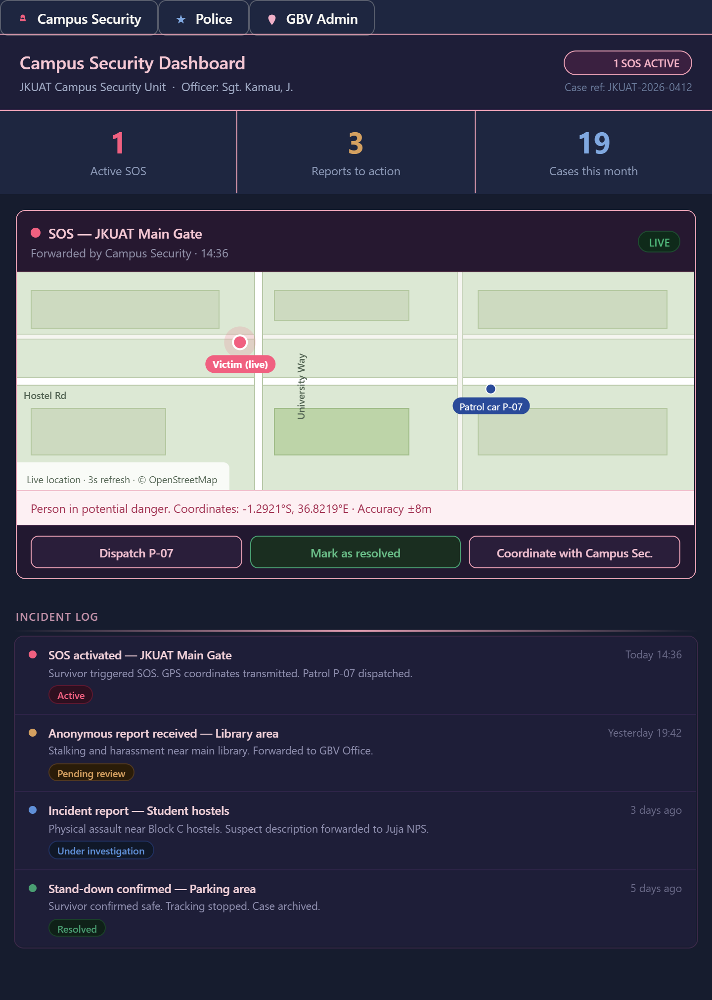 Campus Security
Police
GBV Admin
Campus Security Dashboard
1 SOS ACTIVE
JKUAT Campus Security Unit · Officer: Sgt. Kamau, J.
Case ref: JKUAT-2026-0412
1
3
19
Active SOS
Reports to action
Cases this month
SOS — JKUAT Main Gate
LIVE
Forwarded by Campus Security · 14:36
Victim (live)
University Way
Hostel Rd
Patrol car P-07
Live location · 3s refresh · © OpenStreetMap
Person in potential danger. Coordinates: -1.2921°S, 36.8219°E · Accuracy ±8m
Dispatch P-07
Mark as resolved
Coordinate with Campus Sec.
INCIDENT LOG
SOS activated — JKUAT Main Gate
Today 14:36
Survivor triggered SOS. GPS coordinates transmitted. Patrol P-07 dispatched.
Active
Anonymous report received — Library area
Yesterday 19:42
Stalking and harassment near main library. Forwarded to GBV Office.
Pending review
Incident report — Student hostels
3 days ago
Physical assault near Block C hostels. Suspect description forwarded to Juja NPS.
Under investigation
Stand-down confirmed — Parking area
5 days ago
Survivor confirmed safe. Tracking stopped. Case archived.
Resolved